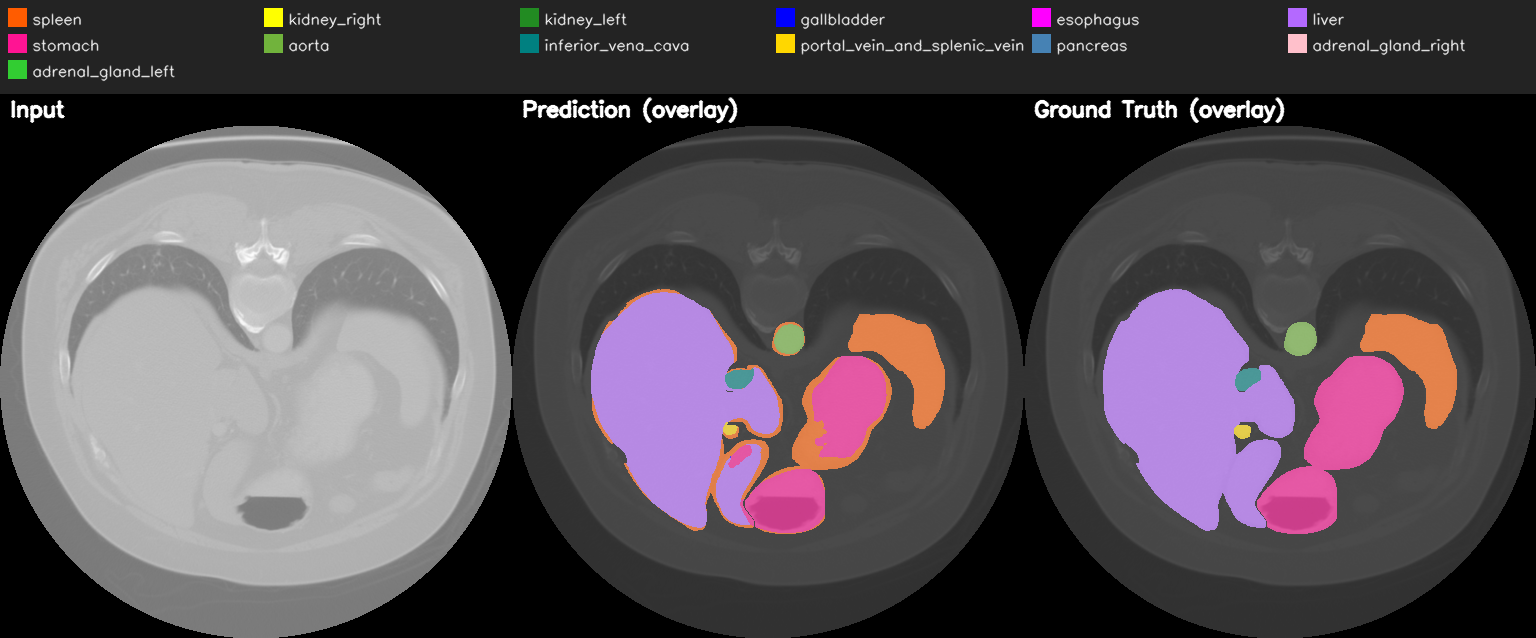 spleen kidney_right kidney_left gallbladder esophagus liver
stomach aorta inferior_vena_cava portal_vein_and_splenic_vein pancreas adrenal_gland_right
adrenal_gland_left
Input Prediction (overlay) Ground Truth (overlay)